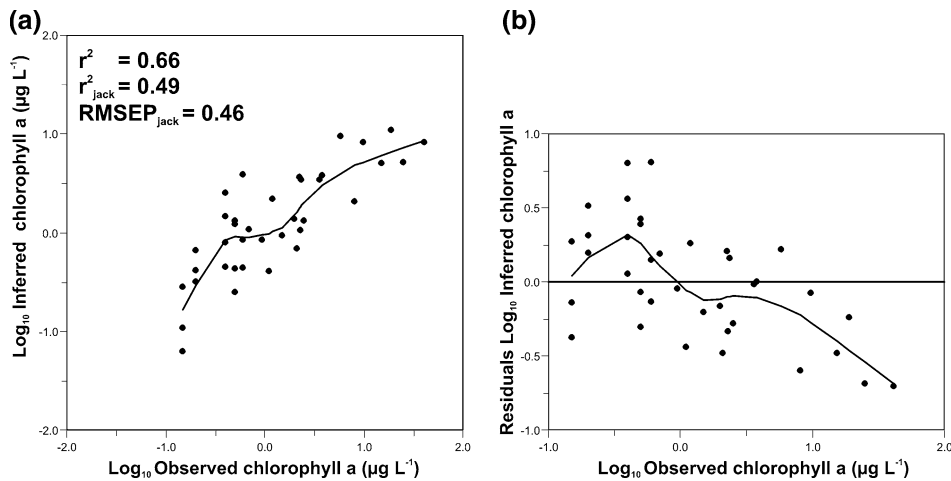 (a)
Log10 Inferred chlorophyll a (µg L-1)
2.0
1.0
0.0
-1.0
-2.0
r2 = 0.66
r2jack = 0.49
RMSEPjack = 0.46
-2.0 -1.0 0.0 1.0 2.0
Log10 Observed chlorophyll a (µg L-1)
(b)
Residuals Log10 Inferred chlorophyll a
1.0
0.5
0.0
-0.5
-1.0
-1.0 0.0 1.0 2.0
Log10 Observed chlorophyll a (µg L-1)